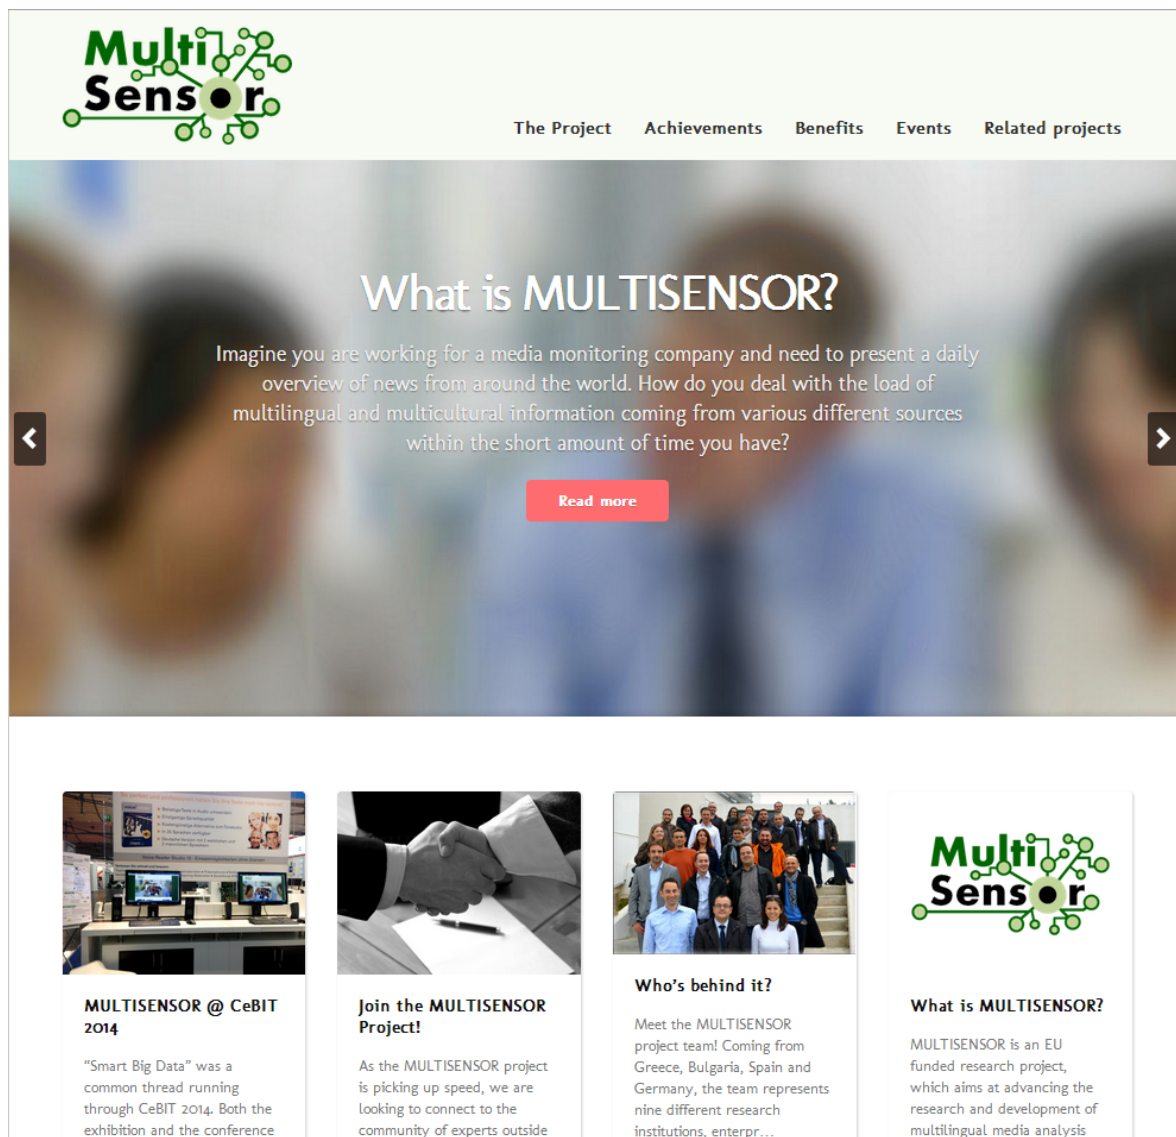 Multi
Sensor
The Project Achievements Benefits Events Related projects
What is MULTISENSOR?
Imagine you are working for a media monitoring company and need to present a daily
overview of news from around the world. How do you deal with the load of
multilingual and multicultural information coming from various different sources
within the short amount of time you have?
Read more
MULTISENSOR @ CeBIT
2014
“Smart Big Data” was a
common thread running
through CeBIT 2014. Both the
exhibition and the conference
Join the MULTISENSOR
Project!
As the MULTISENSOR project
is picking up speed, we are
looking to connect to the
community of experts outside
Who’s behind it?
Meet the MULTISENSOR
project team! Coming from
Greece, Bulgaria, Spain and
Germany, the team represents
nine different research
institutions, enterpr…
Multi
Sensor
What is MULTISENSOR?
MULTISENSOR is an EU
funded research project,
which aims at advancing the
research and development of
multilingual media analysis